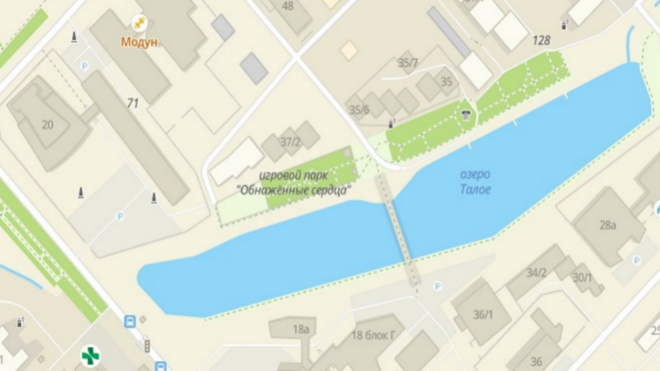 48
Модун
128
35/7
35
71
35/6
20
37/2
игровой парк
"Обнажённые сердца"
озеро
Талое
P
P
28а
P
34/2
30/1
P
36/1
18а
18 блок Г
36